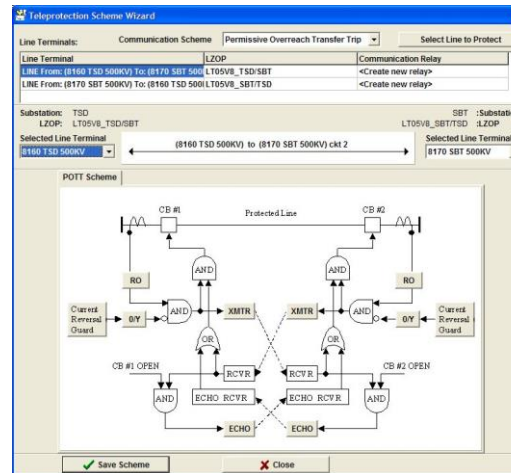 Teleprotection Scheme Wizard
Line Terminals: Communication Scheme Permissive Overreach Transfer Trip Select Line to Protect
Line Terminal LZOP Communication Relay
LINE From: (8160 TSD 500KV) To: (8170 SBT 500 LT05V8_TSD/SBT <Create new relay>
LINE From: (8170 SBT 500KV) To: (8160 TSD 500 LT05V8_SBT/TSD <Create new relay>
Substation: TSD SBT :Substati
LZOP: LT05V8_TSD/SBT LT05V8_SBT/TSD :LZOP
Selected Line Terminal Selected Line Terminal
8160 TSD 500KV (8160 TSD 500KV) to (8170 SBT 500KV) ckt 2 8170 SBT 500KV
POTT Scheme
CB #1 Protected Line CB #2
AND AND
RO RO
Current Reversal Guard 0/Y AND XMTR XMTR AND 0/Y Current Reversal Guard
OR OR
CB #1 OPEN RCVR RCVR CB #2 OPEN
AND ECHO RCVR ECHO RCVR AND
ECHO ECHO
Save Scheme Close